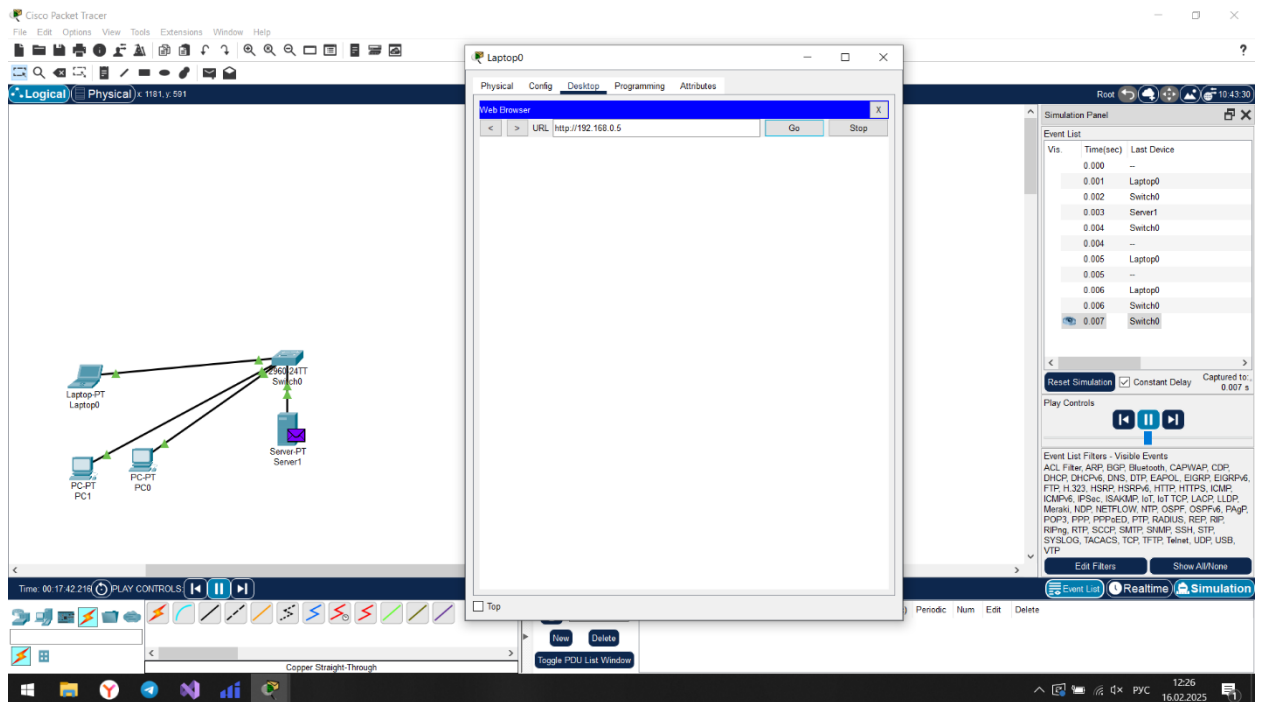 Cisco Packet Tracer
File Edit Options View Tools Extensions Window Help
?
Logical Physical x: 1181, y: 591
Root 10:43:30
Laptop0
Physical Config Desktop Programming Attributes
Web Browser X
< > URL http://192.168.0.5 Go Stop
Top
Laptop-PT
Laptop0
2960-24TT
Switch0
Server-PT
Server1
PC-PT
PC0
PC-PT
PC1
Simulation Panel
Event List
Vis. Time(sec) Last Device
0.000 --
0.001 Laptop0
0.002 Switch0
0.003 Server1
0.004 Switch0
0.004 --
0.005 Laptop0
0.005 --
0.006 Laptop0
0.006 Switch0
0.007 Switch0
Reset Simulation Constant Delay Captured to:
0.007 s
Play Controls
Event List Filters - Visible Events
ACL Filter, ARP, BGP, Bluetooth, CAPWAP, CDP,
DHCP, DHCPv6, DNS, DTP, EAPOL, EIGRP, EIGRPv6,
FTP, H.323, HSRP, HSRPv6, HTTP, HTTPS, ICMP,
ICMPv6, IPSec, ISAKMP, IoT, IoT TCP, LACP, LLDP,
Meraki, NDP, NETFLOW, NTP, OSPF, OSPFv6, PAgP,
POP3, PPP, PPPoED, PTP, RADIUS, REP, RIP,
RIPng, RTP, SCCP, SMTP, SNMP, SSH, STP,
SYSLOG, TACACS, TCP, TFTP, Telnet, UDP, USB,
VTP
Edit Filters Show All/None
Time: 00:17:42.216 PLAY CONTROLS:
Event List Realtime Simulation
) Periodic Num Edit Delete
New Delete
Toggle PDU List Window
Copper Straight-Through
РУС
12:26
16.02.2025
1